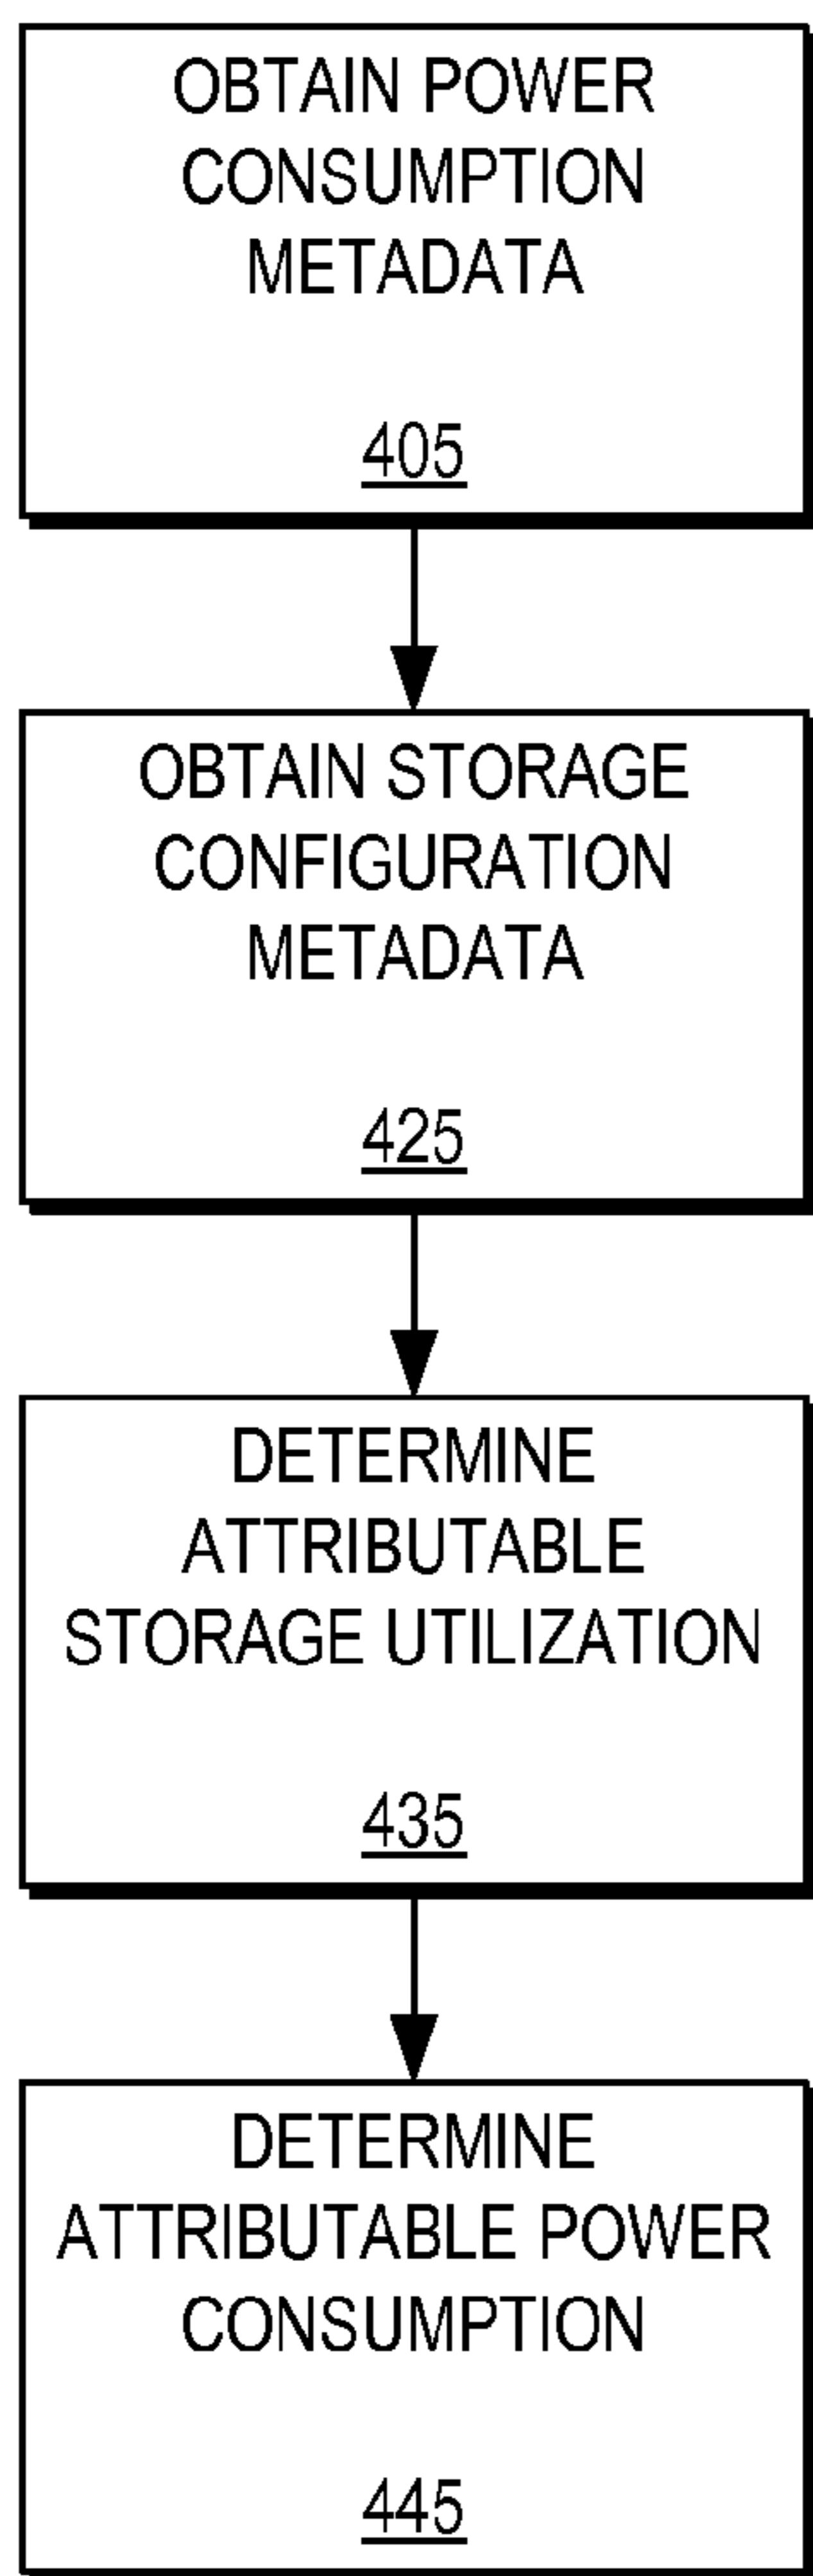 OBTAIN POWER
CONSUMPTION
METADATA
405
OBTAIN STORAGE
CONFIGURATION
METADATA
425
DETERMINE
ATTRIBUTABLE
STORAGE UTILIZATION
435
DETERMINE
ATTRIBUTABLE POWER
CONSUMPTION
445